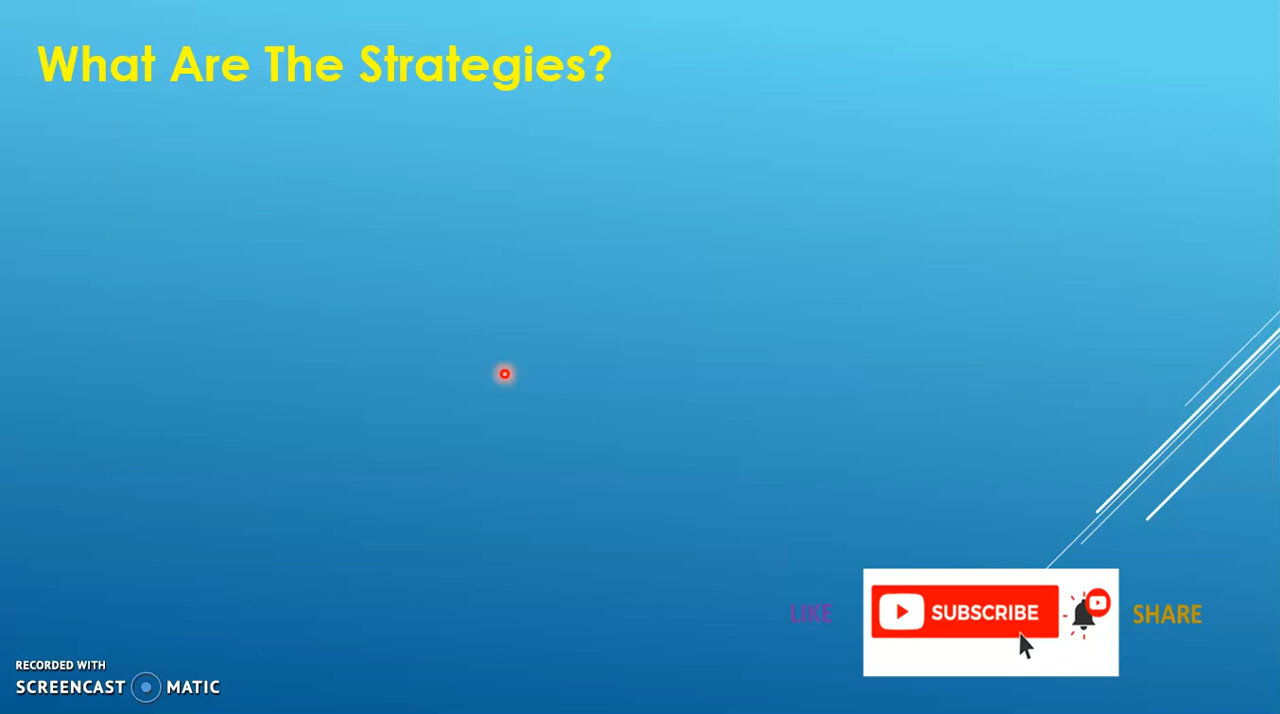 What Are The Strategies?
LIKE
SUBSCRIBE
SHARE
RECORDED WITH
SCREENCAST MATIC